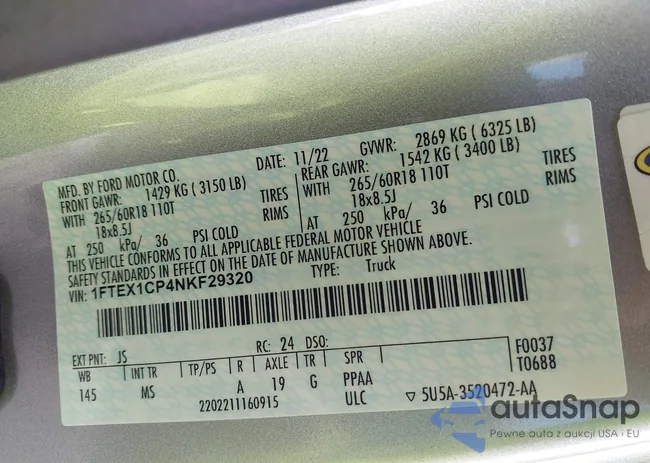 MFD. BY FORD MOTOR CO.
DATE: 11/22 GVWR: 2869 KG ( 6325 LB)
FRONT GAWR: 1429 KG ( 3150 LB) REAR GAWR: 1542 KG ( 3400 LB)
WITH 265/60R18 110T TIRES WITH 265/60R18 110T TIRES
18x8.5J RIMS 18x8.5J RIMS
AT 250 kPa/ 36 PSI COLD AT 250 kPa/ 36 PSI COLD
THIS VEHICLE CONFORMS TO ALL APPLICABLE FEDERAL MOTOR VEHICLE
SAFETY STANDARDS IN EFFECT ON THE DATE OF MANUFACTURE SHOWN ABOVE.
VIN: 1FTEX1CP4NKF29320 TYPE: Truck
EXT PNT: JS RC: 24 DSO: F0037
WB INT TR TP/PS R AXLE TR SPR T0688
145 MS A 19 G PPAA
2202211160915 ULC ▽ 5U5A-3520472-AA
autaSnap
Pewne auta z aukcji USA i EU